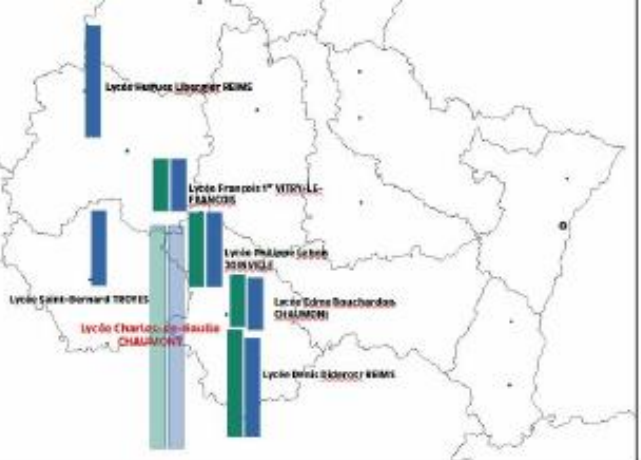 Lycée Hugues Libergier REIMS
Lycée François 1er VITRY-LE-
FRANCOIS
Lycée Philippe Lebon
JOINVILLE
Lycée Saint-Bernard TROYES
Lycée Edme Bouchardon
CHAUMONT
Lycée Charles-de-Gaulle
CHAUMONT
Lycée Denis Diderot REIMS